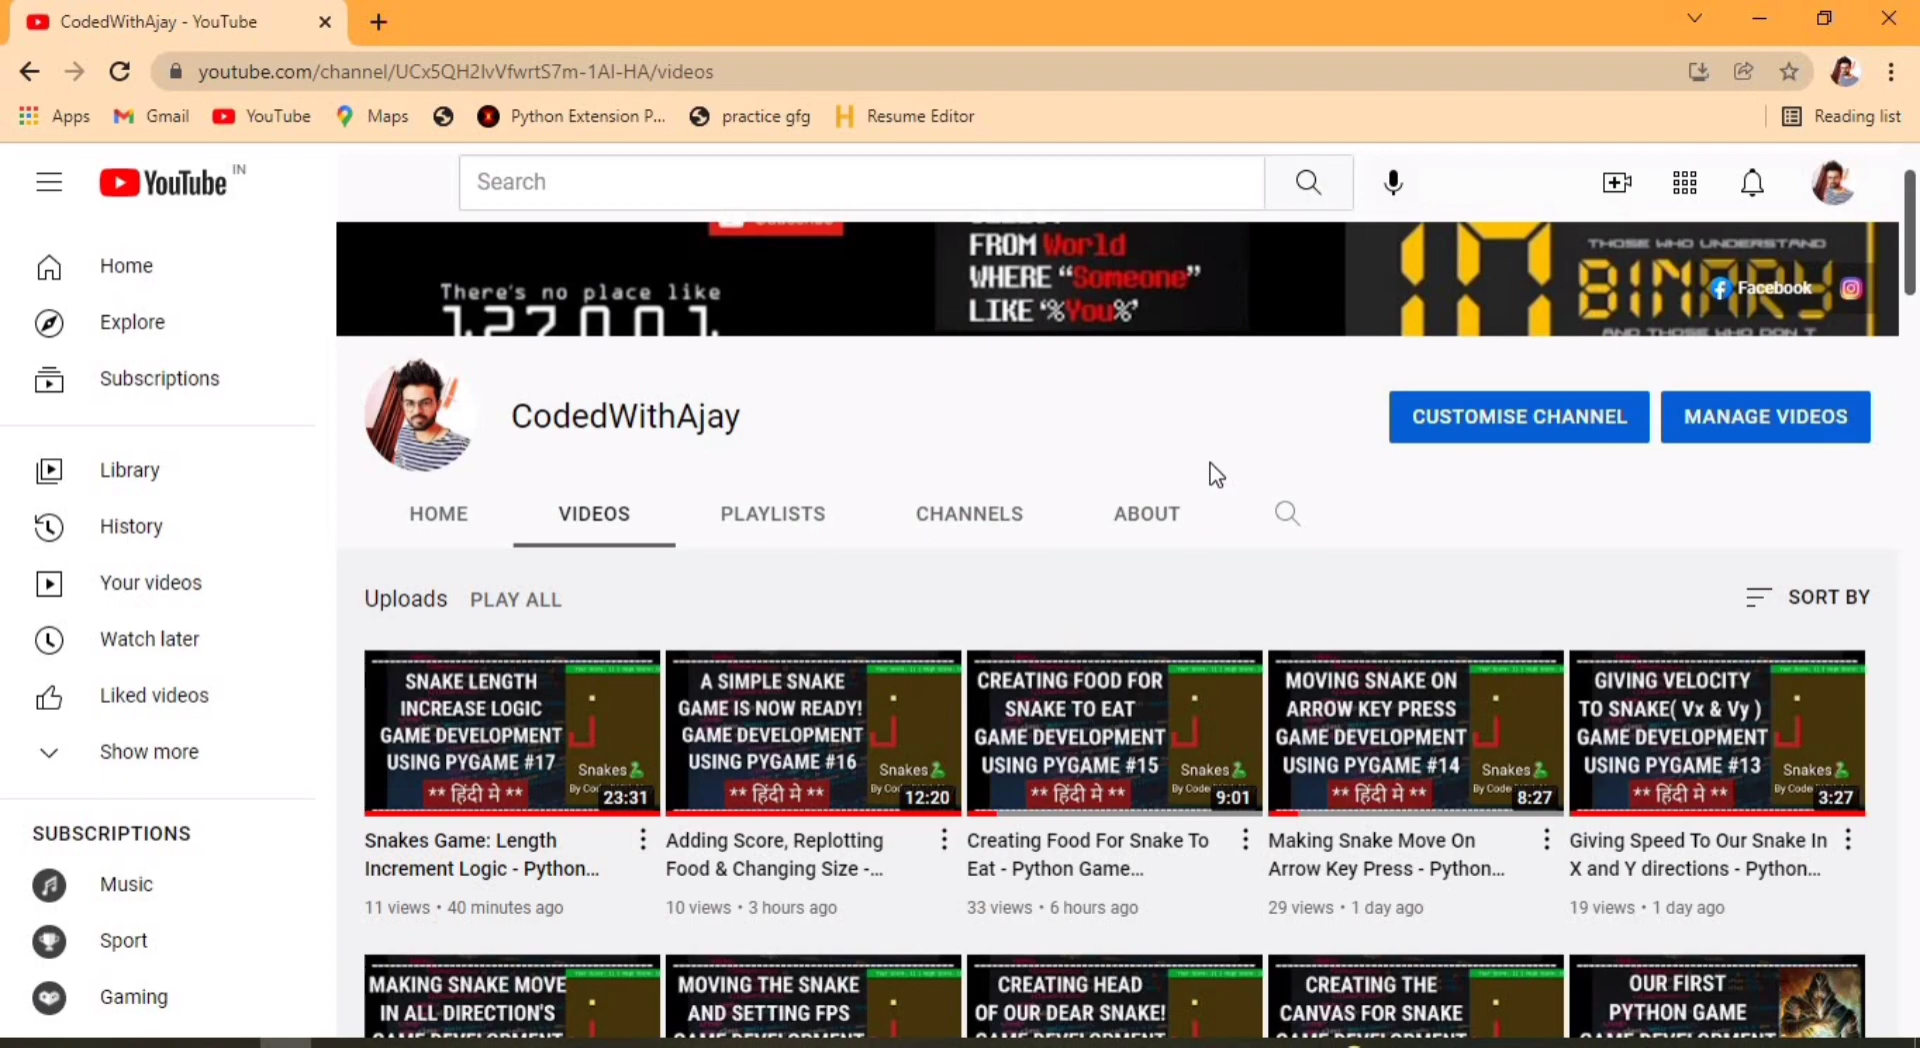 CodedWithAjay - YouTube
youtube.com/channel/UCx5QH2IvVfwrtS7m-1AI-HA/videos
Apps
Gmail
YouTube
Maps
Python Extension P...
practice gfg
Resume Editor
Reading list
YouTube IN
Search
Home
Explore
Subscriptions
Library
History
Your videos
Watch later
Liked videos
Show more
SUBSCRIPTIONS
Music
Sport
Gaming
There's no place like
127.0.0.1
FROM World
WHERE “Someone”
LIKE '%You%'
THOSE WHO UNDERSTAND
BINARY
AND THOSE WHO DON'T
Facebook
CodedWithAjay
CUSTOMISE CHANNEL
MANAGE VIDEOS
HOME
VIDEOS
PLAYLISTS
CHANNELS
ABOUT
Uploads
PLAY ALL
SORT BY
SNAKE LENGTH
INCREASE LOGIC
GAME DEVELOPMENT
USING PYGAME #17
** हिंदी मे **
Snakes
23:31
Snakes Game: Length
Increment Logic - Python...
11 views • 40 minutes ago
A SIMPLE SNAKE
GAME IS NOW READY!
GAME DEVELOPMENT
USING PYGAME #16
** हिंदी मे **
Snakes
12:20
Adding Score, Replotting
Food & Changing Size -...
10 views • 3 hours ago
CREATING FOOD FOR
SNAKE TO EAT
GAME DEVELOPMENT
USING PYGAME #15
** हिंदी मे **
Snakes
By Code
9:01
Creating Food For Snake To
Eat - Python Game...
33 views • 6 hours ago
MOVING SNAKE ON
ARROW KEY PRESS
GAME DEVELOPMENT
USING PYGAME #14
** हिंदी मे **
Snakes
By Code
8:27
Making Snake Move On
Arrow Key Press - Python...
29 views • 1 day ago
GIVING VELOCITY
TO SNAKE( Vx & Vy )
GAME DEVELOPMENT
USING PYGAME #13
** हिंदी मे **
Snakes
By Code
3:27
Giving Speed To Our Snake In
X and Y directions - Python...
19 views • 1 day ago
MAKING SNAKE MOVE
IN ALL DIRECTION'S
GAME DEVELOPMENT
MOVING THE SNAKE
AND SETTING FPS
GAME DEVELOPMENT
CREATING HEAD
OF OUR DEAR SNAKE!
GAME DEVELOPMENT
CREATING THE
CANVAS FOR SNAKE
GAME DEVELOPMENT
OUR FIRST
PYTHON GAME
GAME DEVELOPMENT